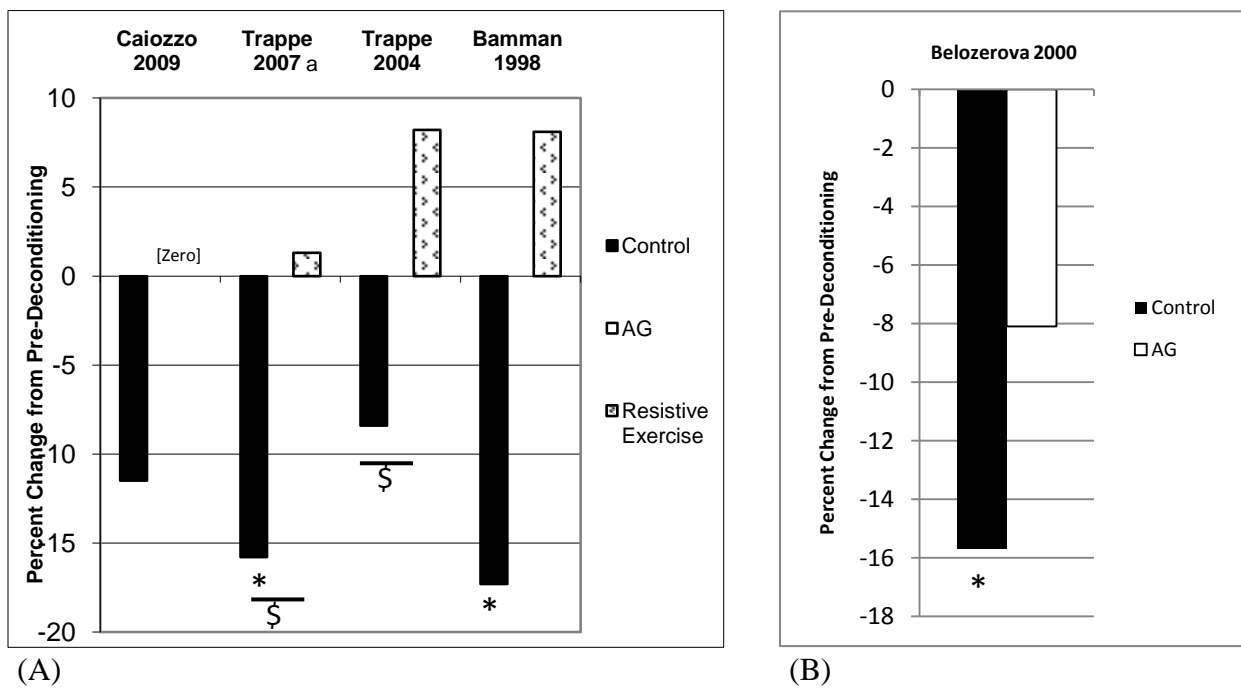 Caiozzo 2009
Trappe 2007 a
Trappe 2004
Bamman 1998
Percent Change from Pre-Deconditioning
10
5
0
-5
-10
-15
-20
[Zero]
*
$
$
*
Control
AG
Resistive
Exercise
(A)
Belozerova 2000
Percent Change from Pre-Deconditioning
0
-2
-4
-6
-8
-10
-12
-14
-16
-18
*
Control
AG
(B)